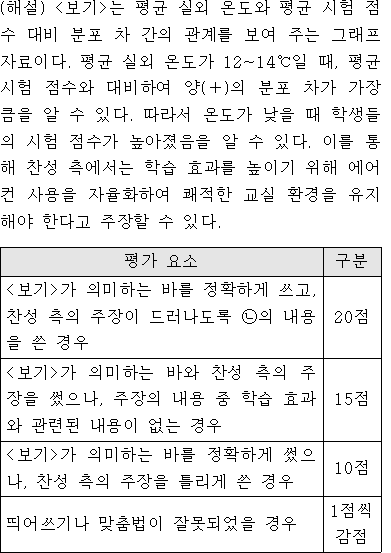 (해설) <보기>는 평균 실외 온도와 평균 시험 점
수 대비 분포 차 간의 관계를 보여 주는 그래프
자료이다. 평균 실외 온도가 12~14℃일 때, 평균
시험 점수와 대비하여 양(+)의 분포 차가 가장
큼을 알 수 있다. 따라서 온도가 낮을 때 학생들
의 시험 점수가 높아졌음을 알 수 있다. 이를 통
해 찬성 측에서는 학습 효과를 높이기 위해 에어
컨 사용을 자율화하여 쾌적한 교실 환경을 유지
해야 한다고 주장할 수 있다.
평가 요소 구분
<보기>가 의미하는 바를 정확하게 쓰고,
찬성 측의 주장이 드러나도록 ㉡의 내용
을 쓴 경우
20점
<보기>가 의미하는 바와 찬성 측의 주
장을 썼으나, 주장의 내용 중 학습 효과
와 관련된 내용이 없는 경우
15점
<보기>가 의미하는 바를 정확하게 썼으
나, 찬성 측의 주장을 틀리게 쓴 경우
10점
띄어쓰기나 맞춤법이 잘못되었을 경우
1점씩
감점